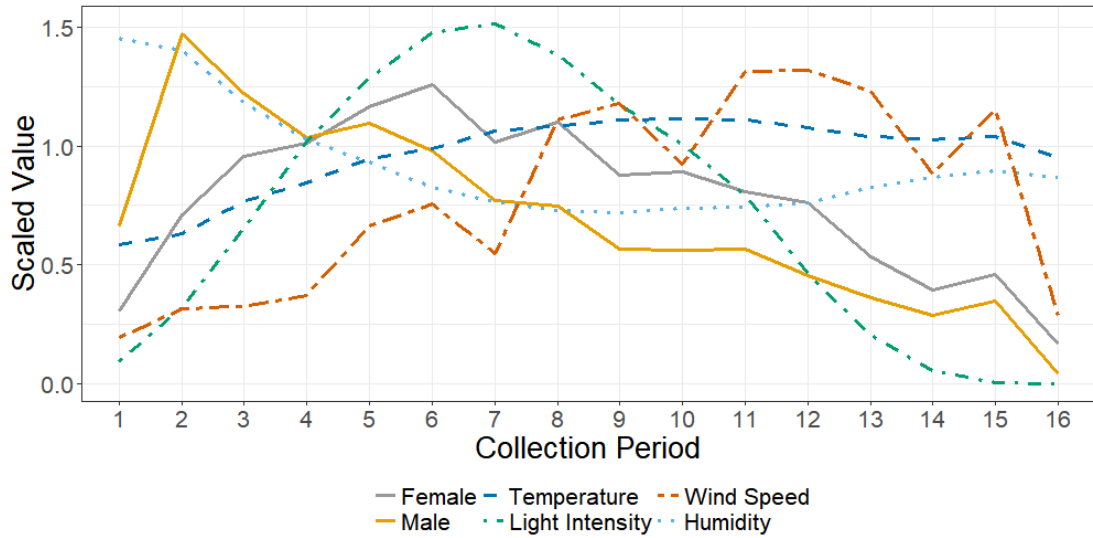 Scaled Value
1.5
1.0
0.5
0.0
1 2 3 4 5 6 7 8 9 10 11 12 13 14 15 16
Collection Period
Female Temperature Wind Speed
Male Light Intensity Humidity